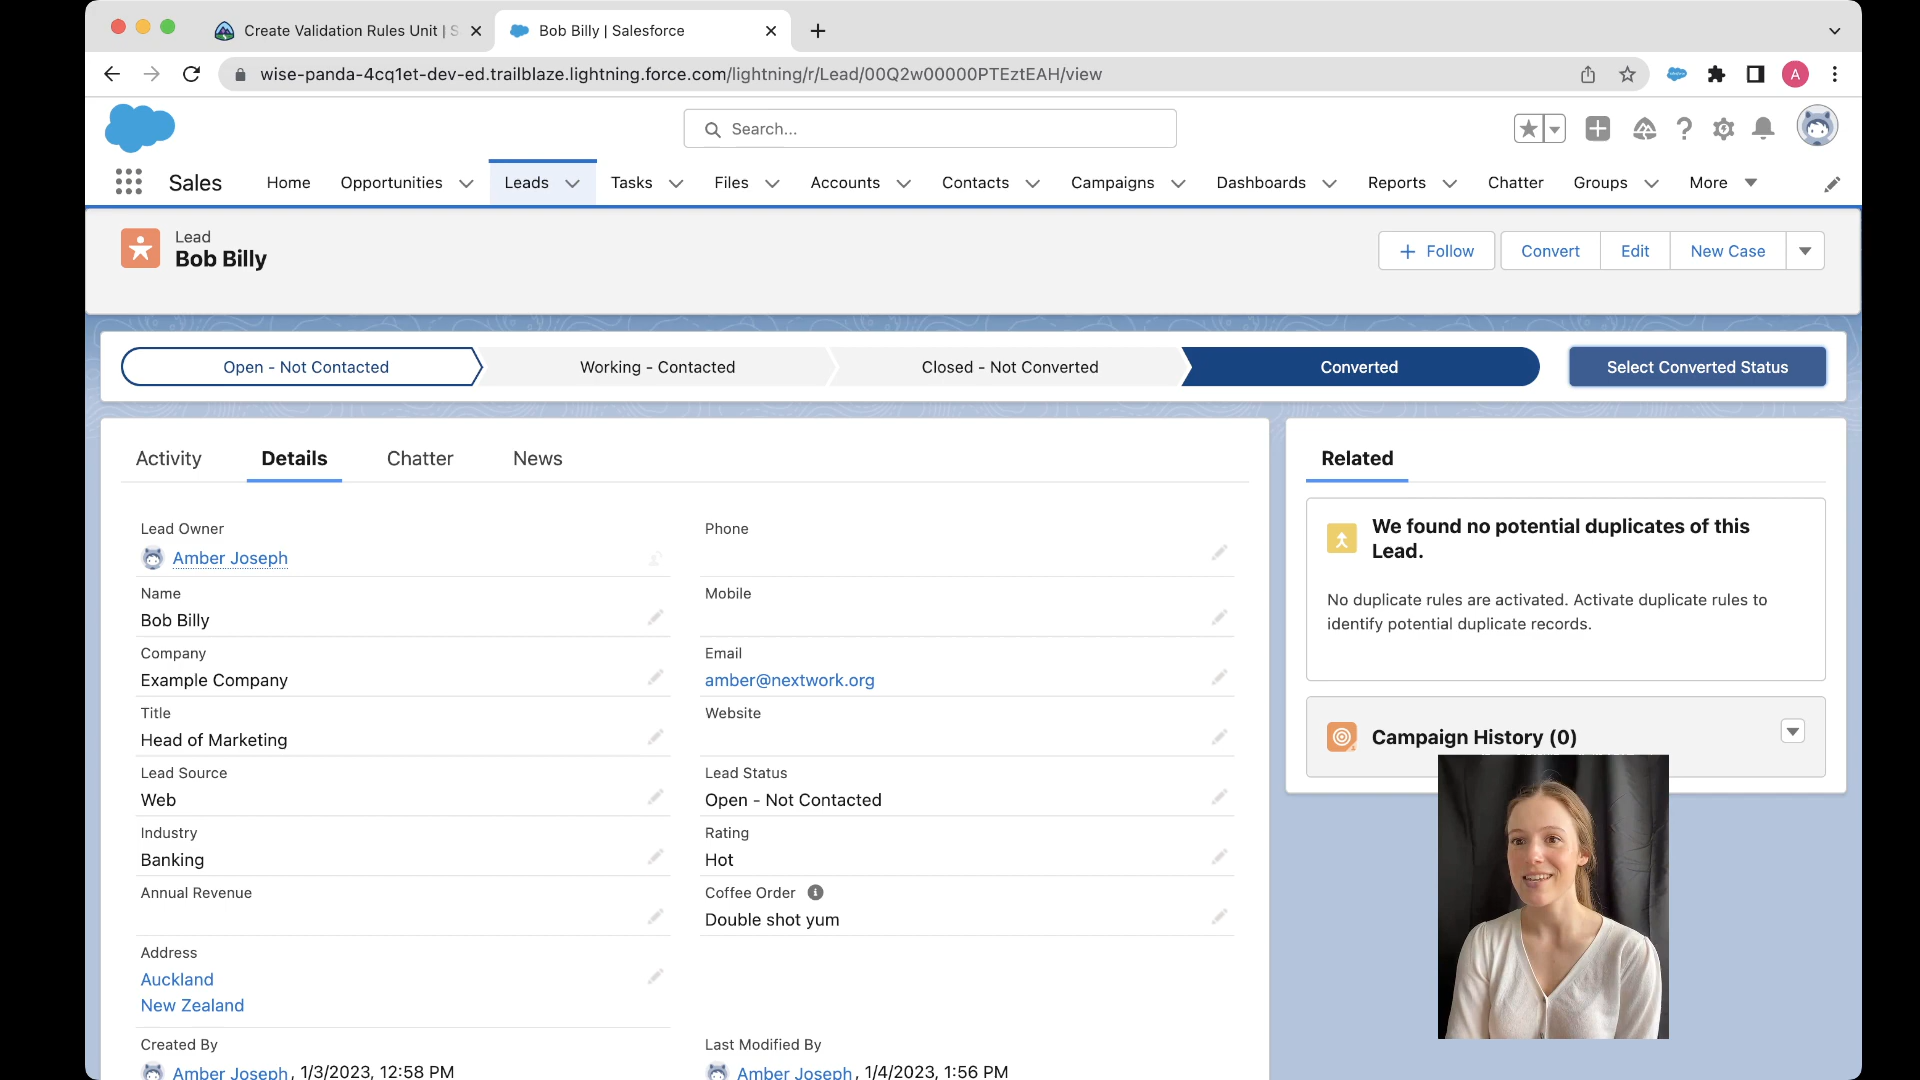 Create Validation Rules Unit | S
Bob Billy | Salesforce
wise-panda-4cq1et-dev-ed.trailblaze.lightning.force.com/lightning/r/Lead/00Q2w00000PTEztEAH/view
A
Search...
Sales
Home
Opportunities
Leads
Tasks
Files
Accounts
Contacts
Campaigns
Dashboards
Reports
Chatter
Groups
More
Lead
Bob Billy
Follow
Convert
Edit
New Case
Open - Not Contacted
Working - Contacted
Closed - Not Converted
Converted
Select Converted Status
Activity
Details
Chatter
News
Lead Owner
Amber Joseph
Phone
Name
Bob Billy
Mobile
Company
Example Company
Email
amber@nextwork.org
Title
Head of Marketing
Website
Lead Source
Web
Lead Status
Open - Not Contacted
Industry
Banking
Rating
Hot
Annual Revenue
Coffee Order
Double shot yum
Address
Auckland
New Zealand
Created By
Amber Joseph, 1/3/2023, 12:58 PM
Last Modified By
Amber Joseph, 1/4/2023, 1:56 PM
Related
We found no potential duplicates of this
Lead.
No duplicate rules are activated. Activate duplicate rules to
identify potential duplicate records.
Campaign History (0)